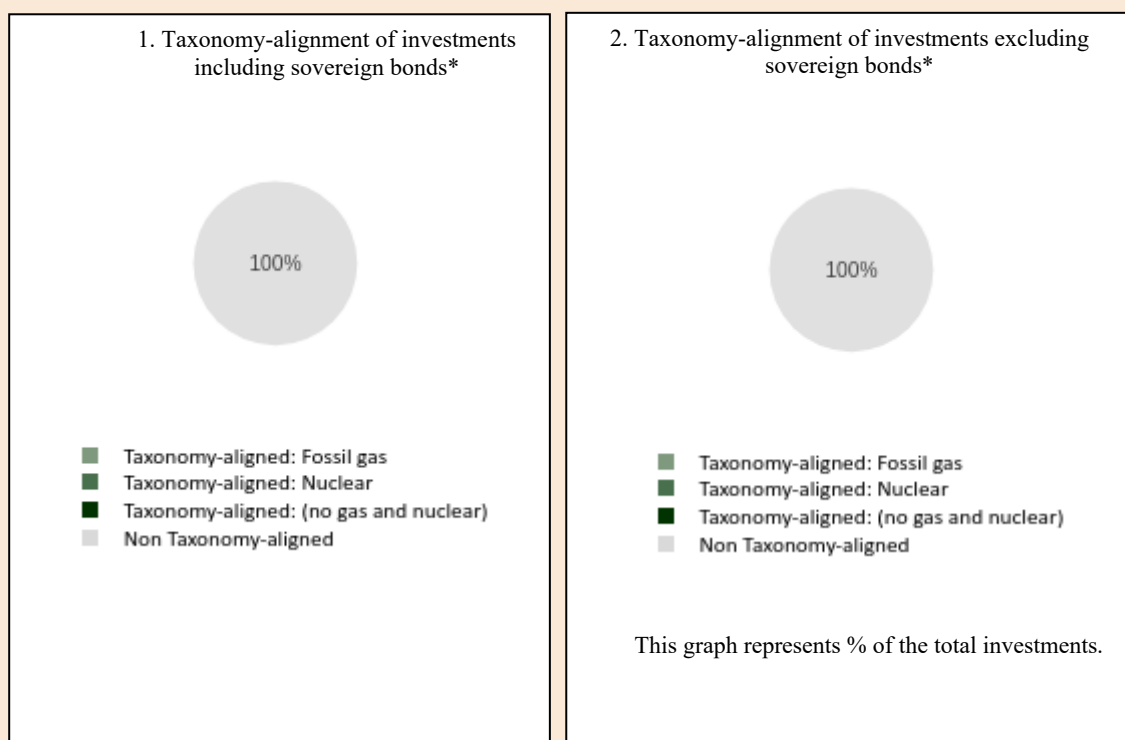 1. Taxonomy-alignment of investments
including sovereign bonds*
100%
Taxonomy-aligned: Fossil gas
Taxonomy-aligned: Nuclear
Taxonomy-aligned: (no gas and nuclear)
Non Taxonomy-aligned
2. Taxonomy-alignment of investments excluding
sovereign bonds*
100%
Taxonomy-aligned: Fossil gas
Taxonomy-aligned: Nuclear
Taxonomy-aligned: (no gas and nuclear)
Non Taxonomy-aligned
This graph represents % of the total investments.